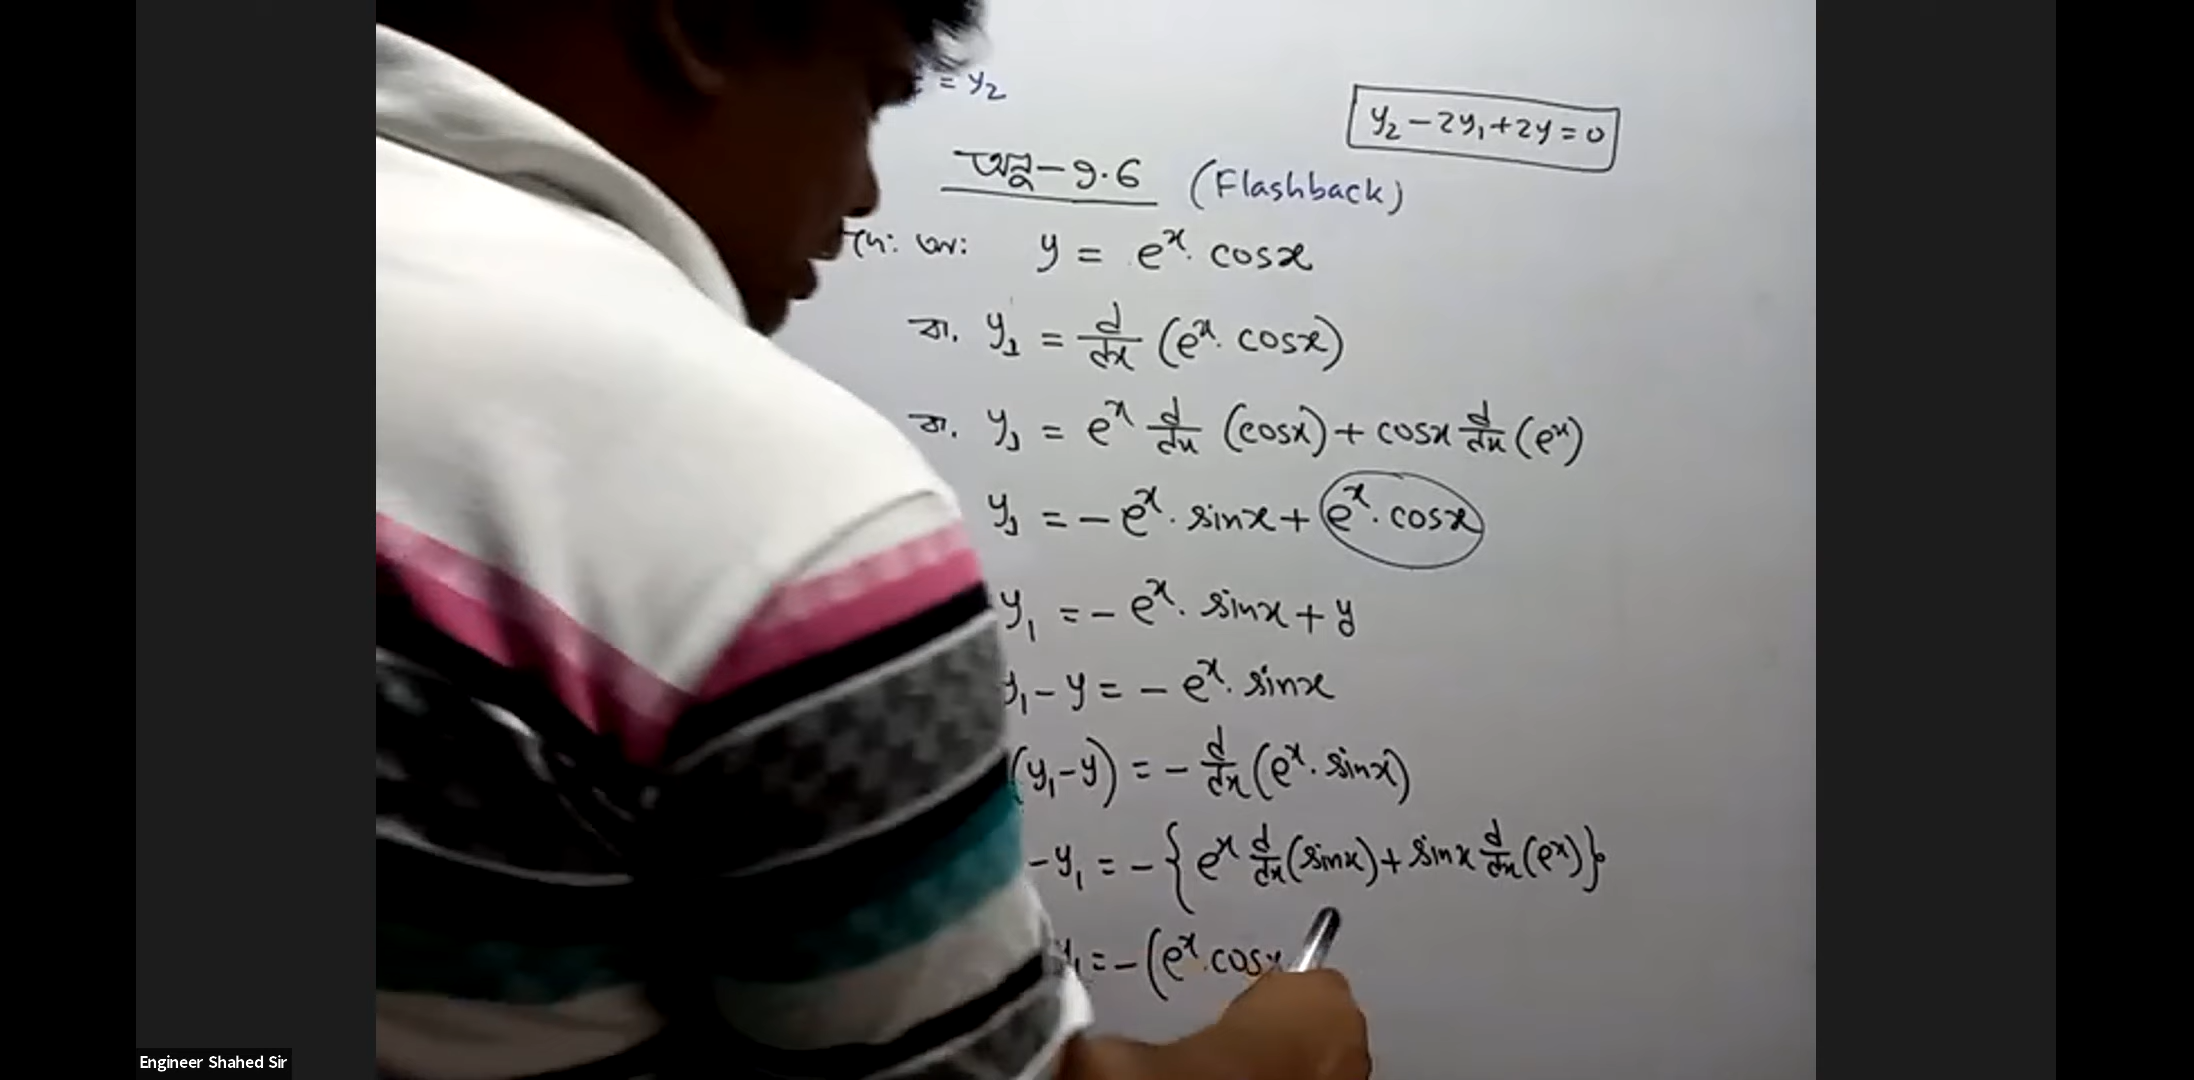 = y₂
y₂ - 2y₁ + 2y = 0
অনু - 9.6 (Flashback)
y = eˣ. cosx
বা. y₁ = d/dx (eˣ. cosx)
বা. y₁ = eˣ d/dx (cosx) + cosx d/dx (eˣ)
y₁ = - eˣ. sinx + eˣ. cosx
y₁ = - eˣ. sinx + y
y₁ - y = - eˣ. sinx
(y₁ - y) = - d/dx (eˣ. sinx)
- y₁ = - { eˣ d/dx (sinx) + sinx d/dx (eˣ) }
y₁ = - (eˣ. cosx
Engineer Shahed Sir